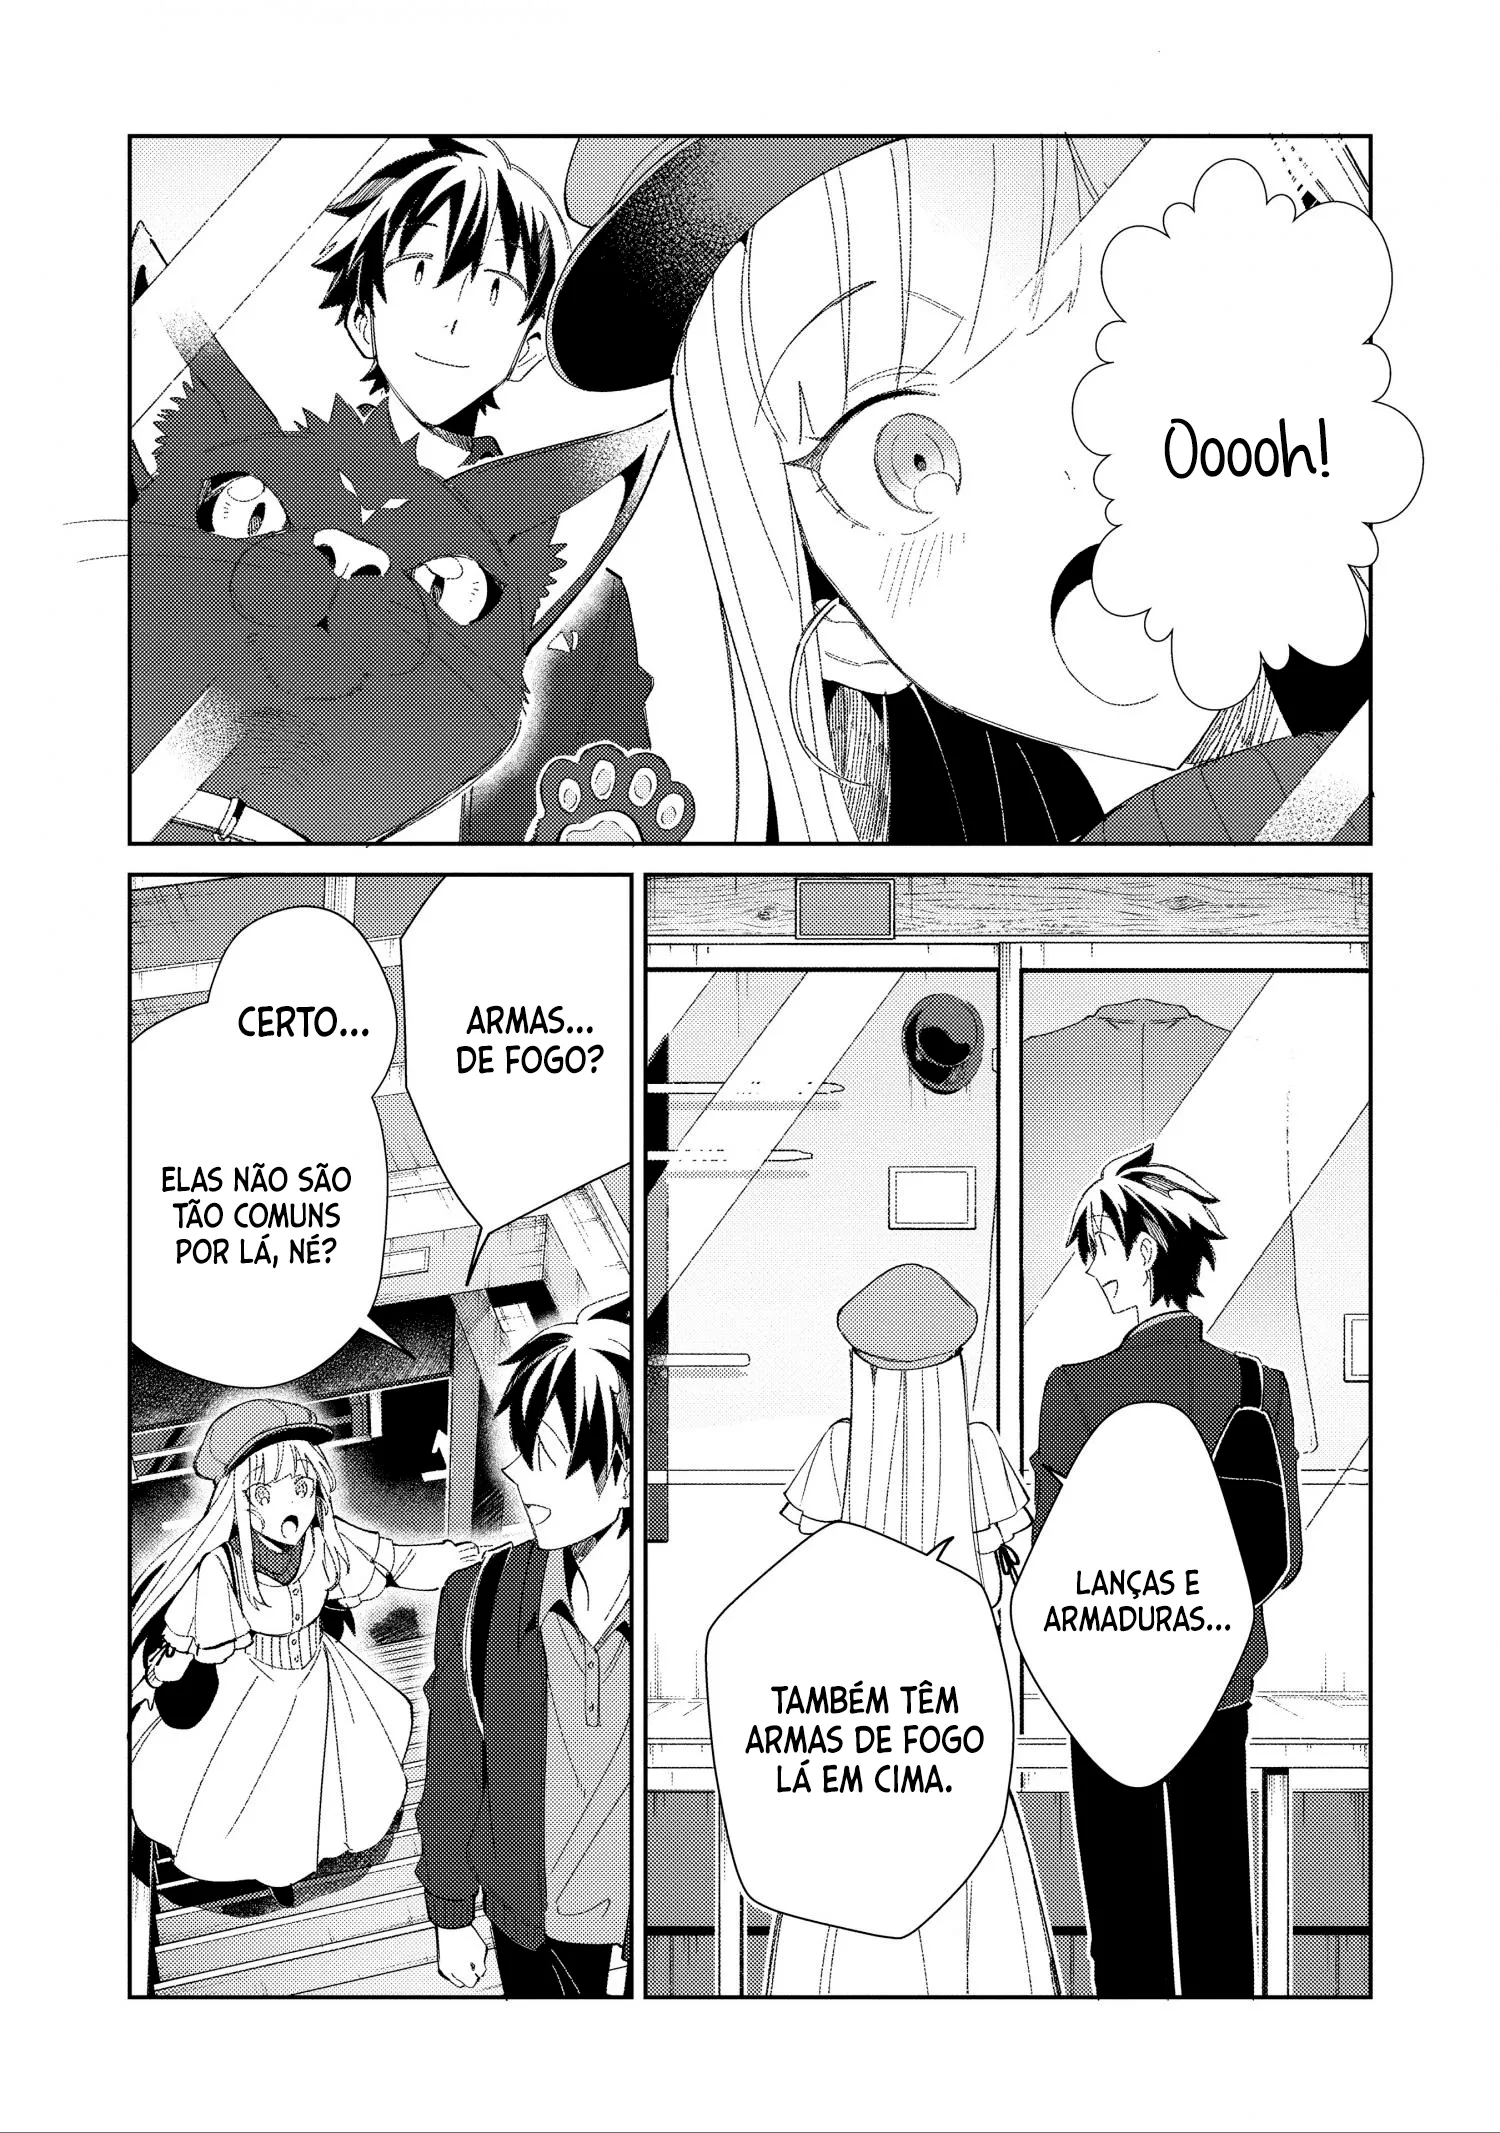 Ooooh!
LANÇAS E
ARMADURAS...
TAMBÉM TÊM
ARMAS DE FOGO
LÁ EM CIMA.
ARMAS...
DE FOGO?
CERTO...
ELAS NÃO SÃO
TÃO COMUNS
POR LÁ, NÉ?